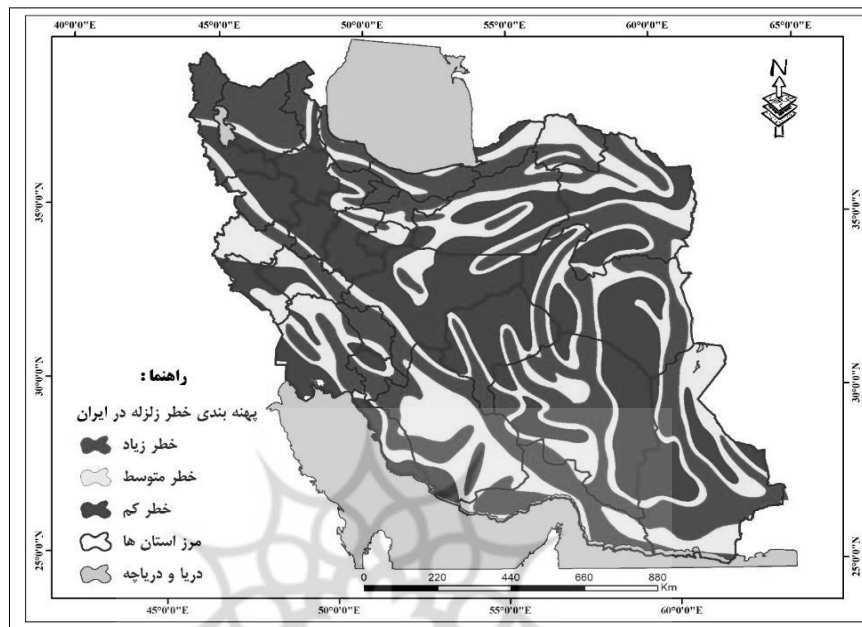 40°0'0"E 45°0'0"E 50°0'0"E 55°0'0"E 60°0'0"E 65°0'0"E
N
35°0'0"N 35°0'0"N
30°0'0"N 30°0'0"N
راهنما :
پهنه بندی خطر زلزله در ایران
خطر زیاد
خطر متوسط
خطر کم
مرز استان ها
دریا و دریاچه
25°0'0"N 25°0'0"N
0 220 440 660 880
Km
45°0'0"E 50°0'0"E 55°0'0"E 60°0'0"E